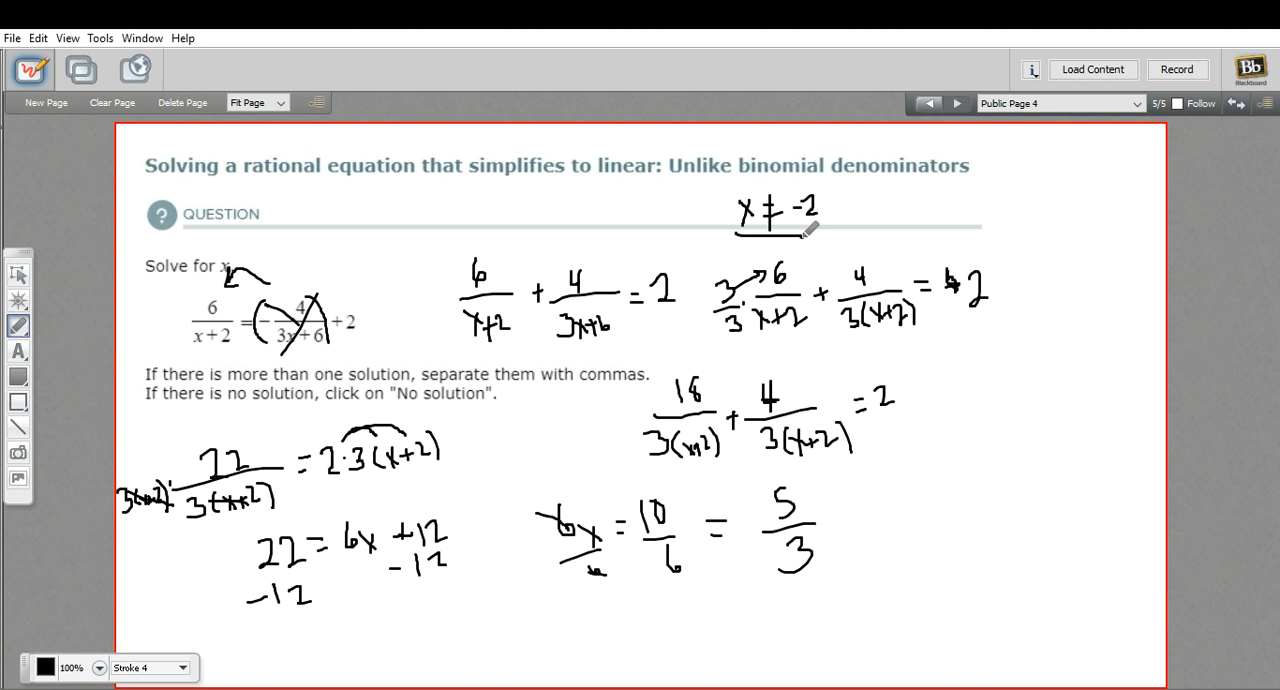 File Edit View Tools Window Help
Load Content Record Bb Blackboard
New Page Clear Page Delete Page Fit Page Public Page 4 5/5 Follow
Solving a rational equation that simplifies to linear: Unlike binomial denominators
? QUESTION
x ≠ -2
Solve for x
6/(x+2) = (-4/(3x+6)) +2
6/(x+2) + 4/(3x+6) = 2
3/3 · 6/(x+2) + 4/(3(x+2)) = 2
If there is more than one solution, separate them with commas.
If there is no solution, click on "No solution".
18/(3(x+2)) + 4/(3(x+2)) = 2
3(x+2) · 22/(3(x+2)) = 2·3(x+2)
22 = 6x +12
-12 -12
6x/6 = 10/6 = 5/3
100% Stroke 4